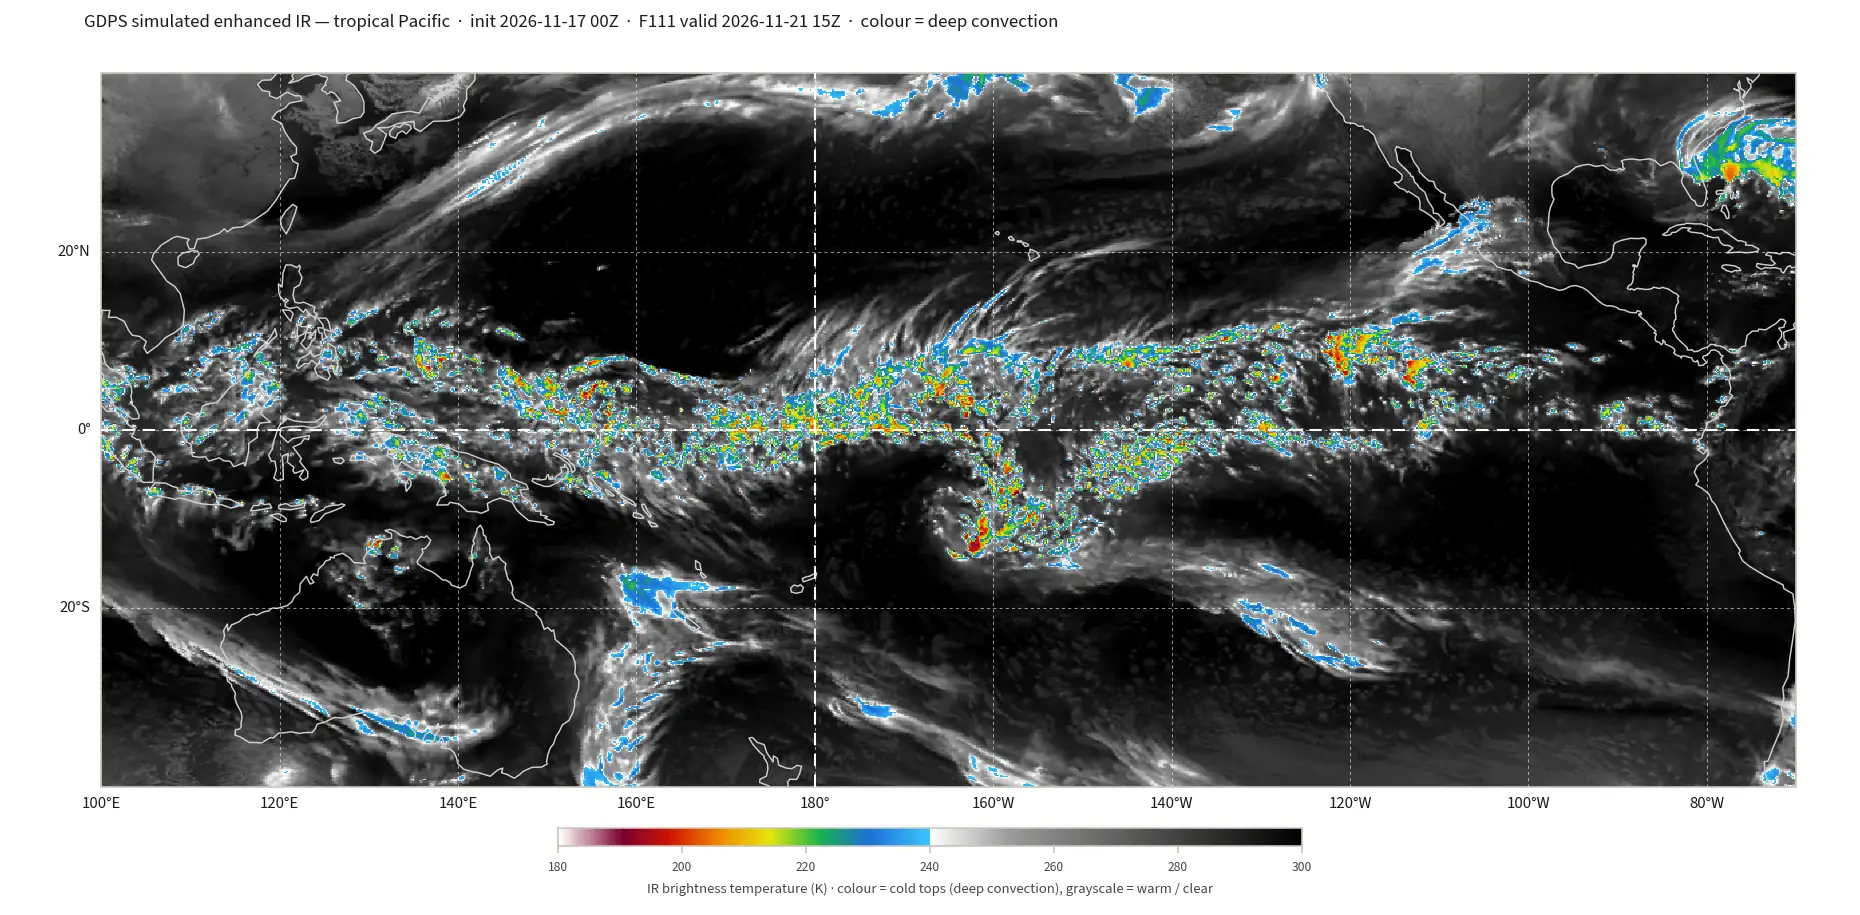 GDPS simulated enhanced IR — tropical Pacific · init 2026-11-17 00Z · F111 valid 2026-11-21 15Z · colour = deep convection
20°N
0°
20°S
100°E 120°E 140°E 160°E 180° 160°W 140°W 120°W 100°W 80°W
180 200 220 240 260 280 300
IR brightness temperature (K) · colour = cold tops (deep convection), grayscale = warm / clear